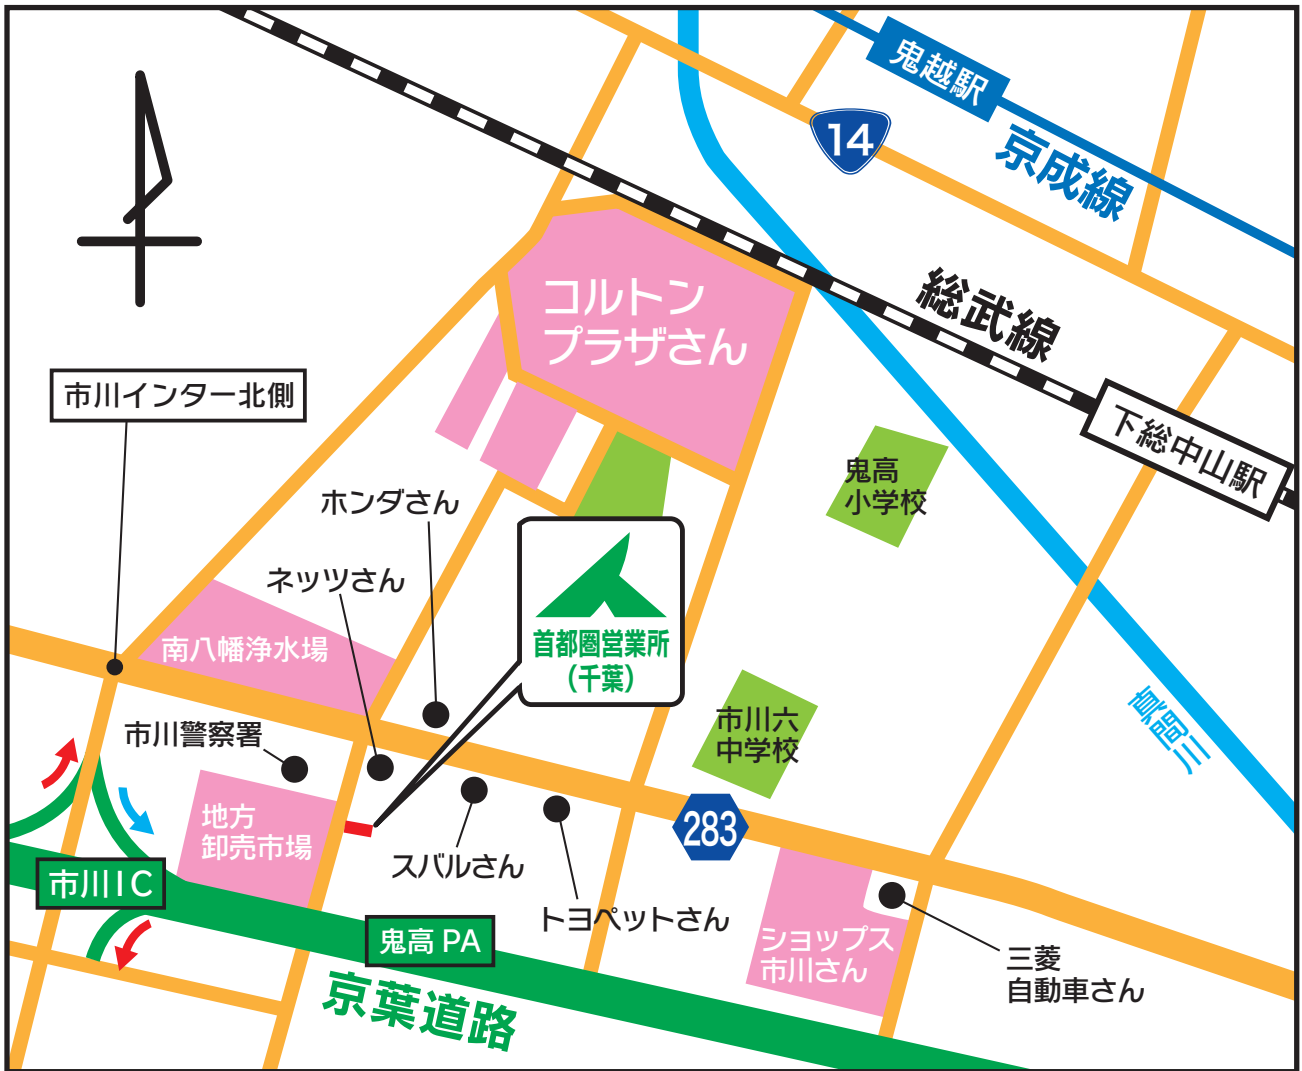 鬼越駅
14
京成線
コルトン
プラザさん
総武線
市川インター北側
下総中山駅
鬼高
小学校
ホンダさん
ネッツさん
首都圏営業所
(千葉)
南八幡浄水場
真間川
市川六
中学校
市川警察署
地方
卸売市場
283
スバルさん
市川IC
トヨペットさん
鬼高PA
ショップス
市川さん
三菱
自動車さん
京葉道路